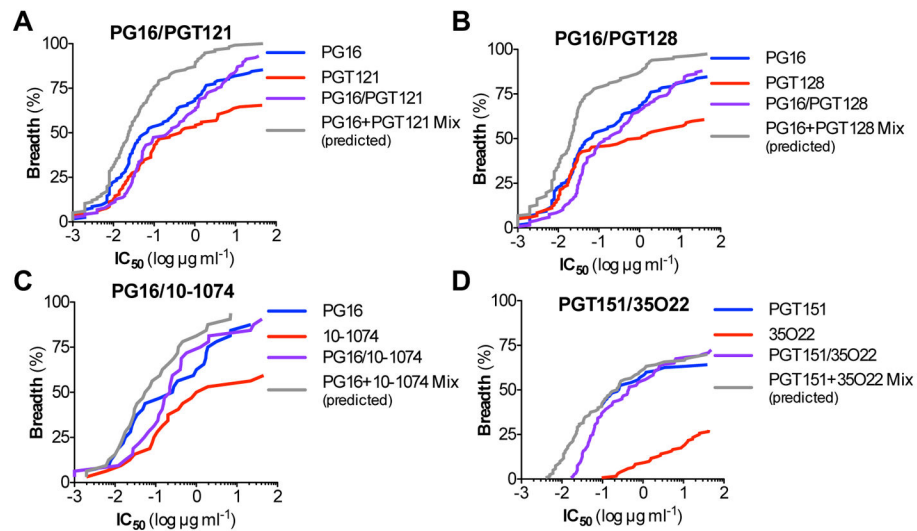 A
PG16/PGT121
100
75
50
25
0
Breadth (%)
-3 -2 -1 0 1 2
IC50 (log µg ml-1)
PG16
PGT121
PG16/PGT121
PG16+PGT121 Mix
(predicted)
B
PG16/PGT128
100
75
50
25
0
Breadth (%)
-3 -2 -1 0 1 2
IC50 (log µg ml-1)
PG16
PGT128
PG16/PGT128
PG16+PGT128 Mix
(predicted)
C
PG16/10-1074
100
75
50
25
0
Breadth (%)
-3 -2 -1 0 1 2
IC50 (log µg ml-1)
PG16
10-1074
PG16/10-1074
PG16+10-1074 Mix
(predicted)
D
PGT151/35O22
100
75
50
25
0
Breadth (%)
-3 -2 -1 0 1 2
IC50 (log µg ml-1)
PGT151
35O22
PGT151/35O22
PGT151+35O22 Mix
(predicted)